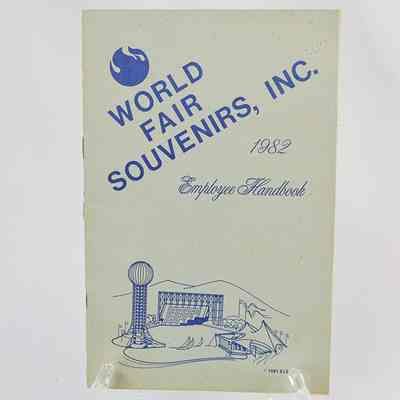 WORLD
FAIR
SOUVENIRS, INC.
1982
Employee Handbook